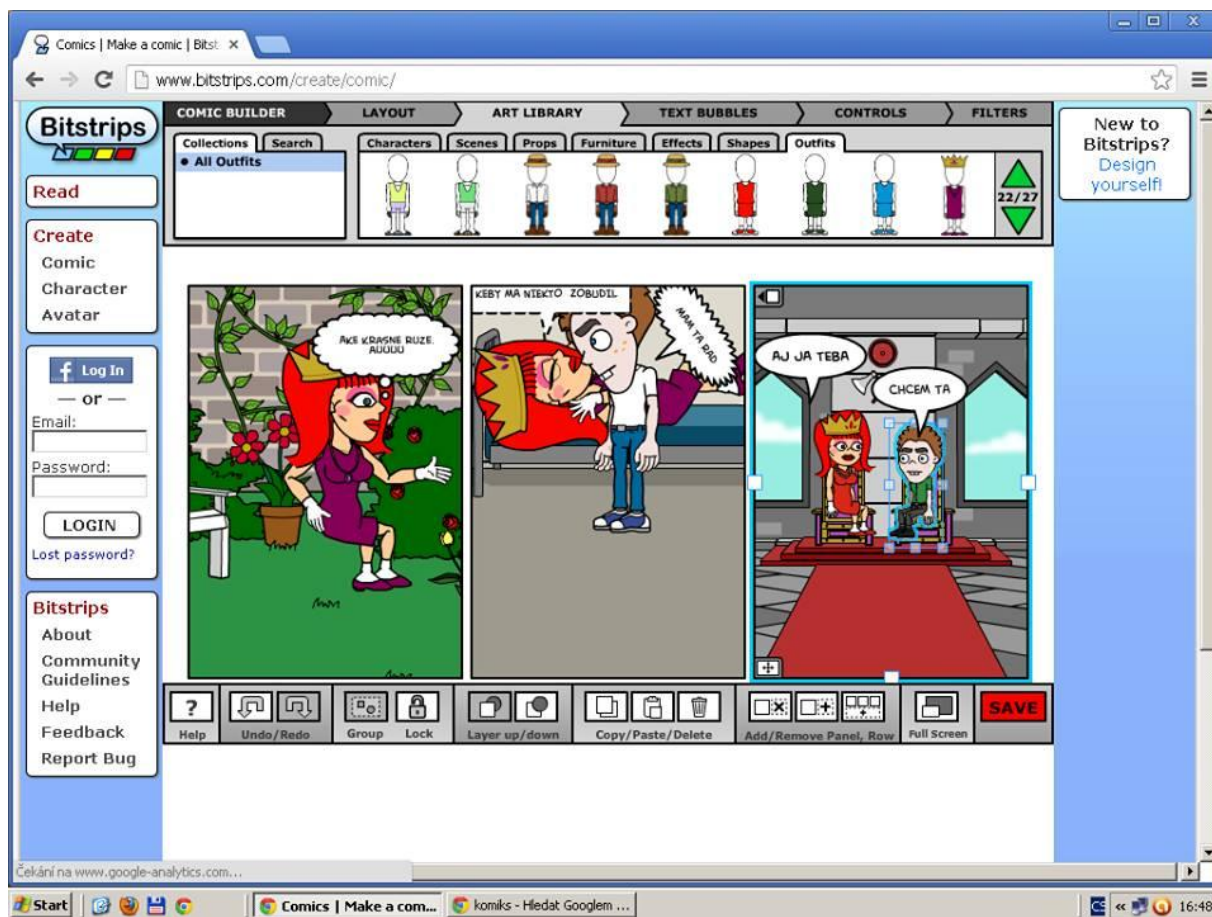 Comics | Make a comic | Bitst
www.bitstrips.com/create/comic/
Bitstrips
Read
Create
Comic
Character
Avatar
f Log In
— or —
Email:
Password:
LOGIN
Lost password?
Bitstrips
About
Community
Guidelines
Help
Feedback
Report Bug
COMIC BUILDER LAYOUT ART LIBRARY TEXT BUBBLES CONTROLS FILTERS
Collections Search Characters Scenes Props Furniture Effects Shapes Outfits
• All Outfits
22/27
New to
Bitstrips?
Design
yourself!
AKE KRASNE RUZE.
AUUUU
KEBY MA NIEKTO ZOBUDIL
MAM TA RAD
AJ JA TEBA
CHCEM TA
?
Help Undo/Redo Group Lock Layer up/down Copy/Paste/Delete Add/Remove Panel, Row Full Screen SAVE
Čekání na www.google-analytics.com...
Start Comics | Make a com... komiks - Hledat Googlem ... CS « 16:48